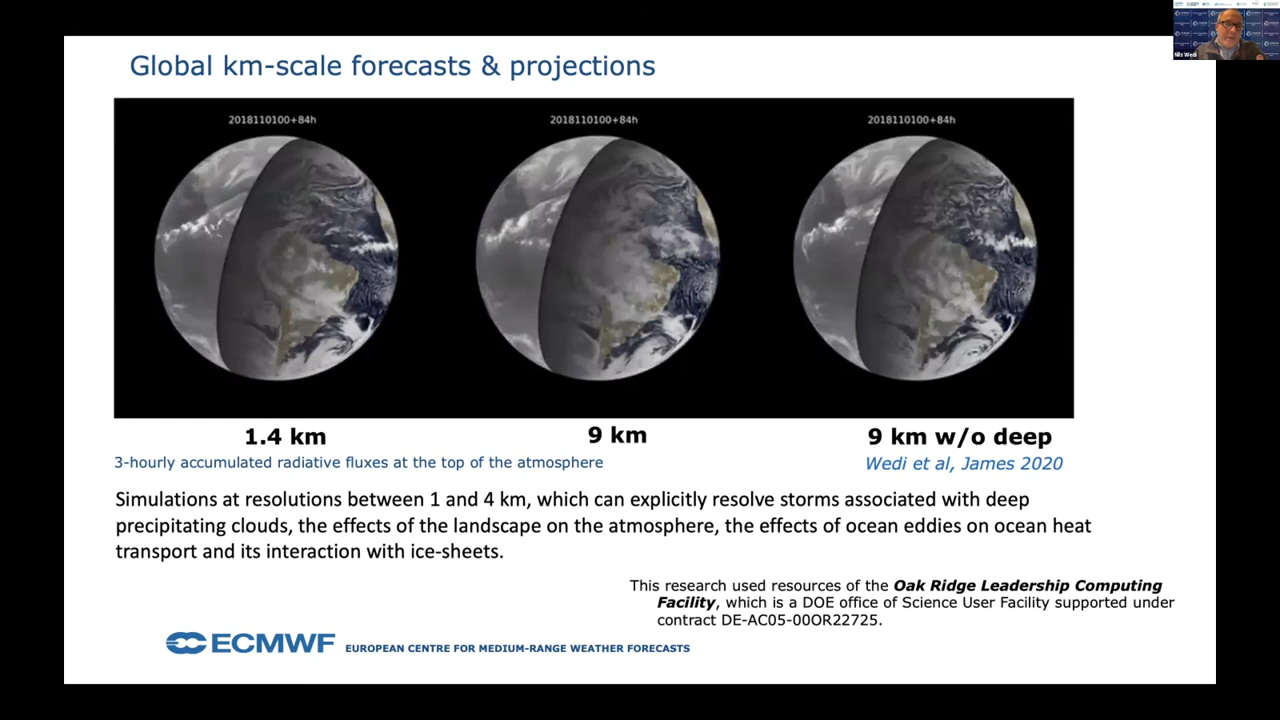 Global km-scale forecasts & projections
2018110100+84h
2018110100+84h
2018110100+84h
1.4 km
9 km
9 km w/o deep
3-hourly accumulated radiative fluxes at the top of the atmosphere
Wedi et al, James 2020
Simulations at resolutions between 1 and 4 km, which can explicitly resolve storms associated with deep
precipitating clouds, the effects of the landscape on the atmosphere, the effects of ocean eddies on ocean heat
transport and its interaction with ice-sheets.
This research used resources of the Oak Ridge Leadership Computing
Facility, which is a DOE office of Science User Facility supported under
contract DE-AC05-00OR22725.
ECMWF
EUROPEAN CENTRE FOR MEDIUM-RANGE WEATHER FORECASTS
Nils Wedi